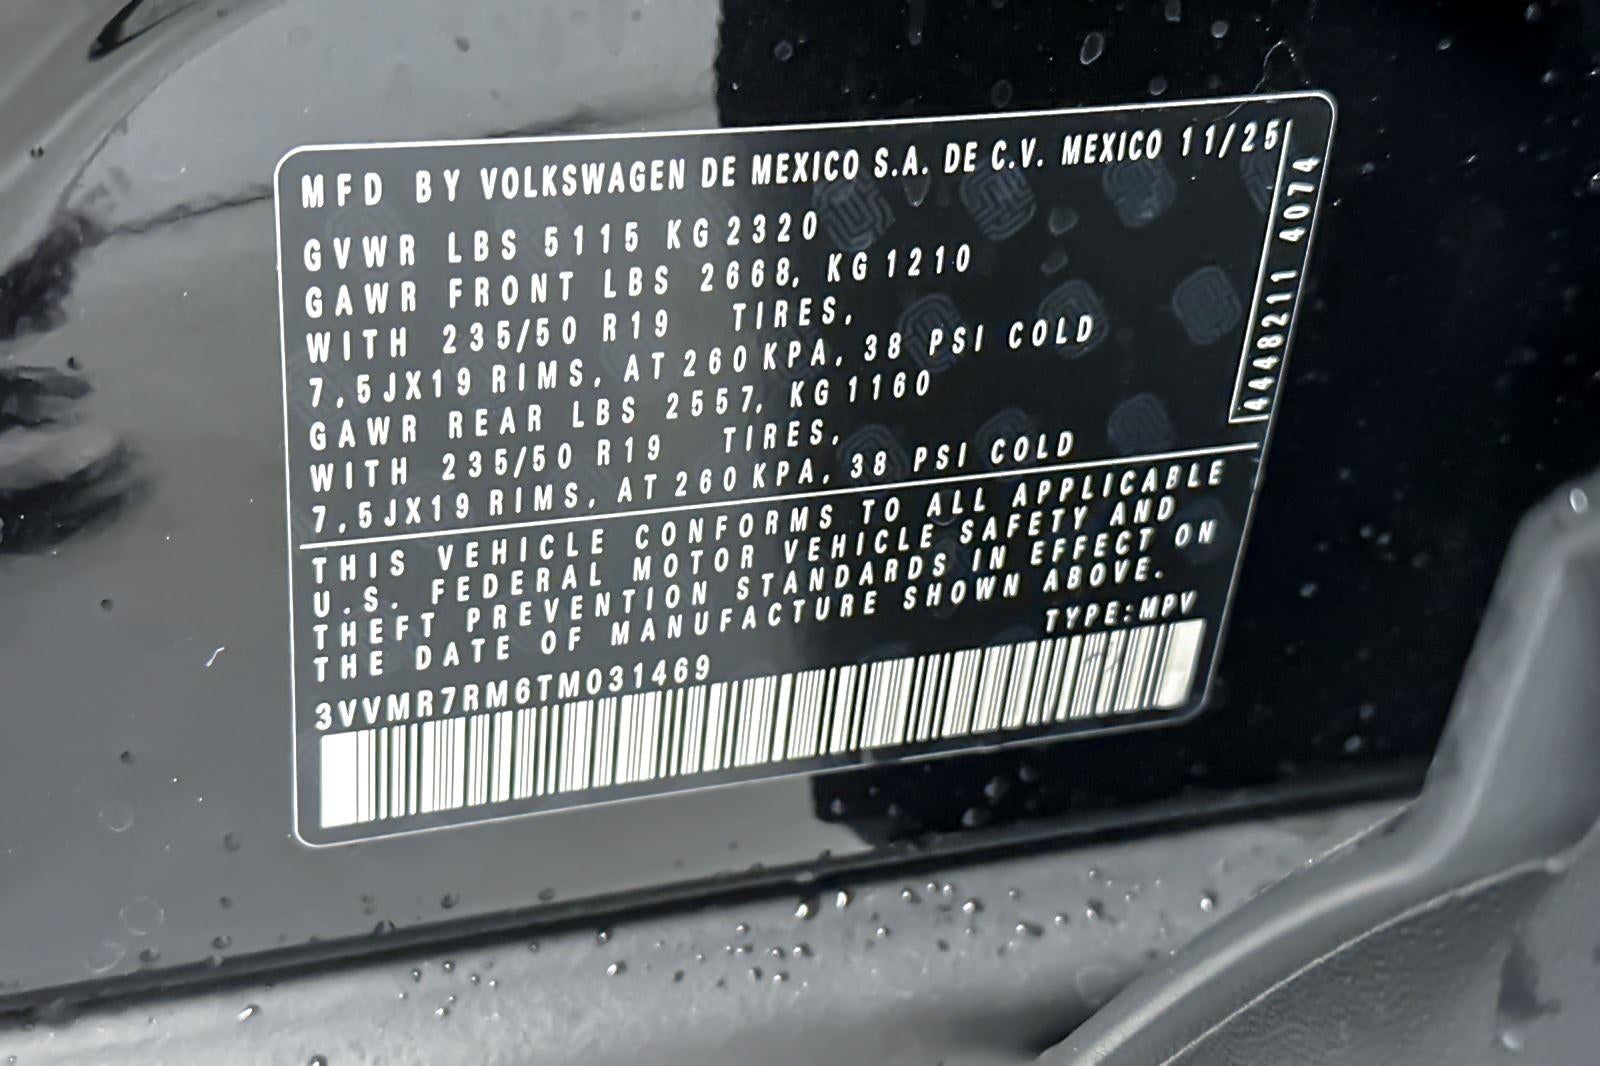 MFD BY VOLKSWAGEN DE MEXICO S.A. DE C.V. MEXICO 11/25
GVWR LBS 5115 KG 2320
GAWR FRONT LBS 2668, KG 1210
WITH 235/50 R19 TIRES,
7,5JX19 RIMS, AT 260 KPA, 38 PSI COLD
GAWR REAR LBS 2557, KG 1160
WITH 235/50 R19 TIRES,
7,5JX19 RIMS, AT 260 KPA, 38 PSI COLD
4448211 4074
THIS VEHICLE CONFORMS TO ALL APPLICABLE
U.S. FEDERAL MOTOR VEHICLE SAFETY AND
THEFT PREVENTION STANDARDS IN EFFECT ON
THE DATE OF MANUFACTURE SHOWN ABOVE.
TYPE:MPV
3VVMR7RM6TM031469